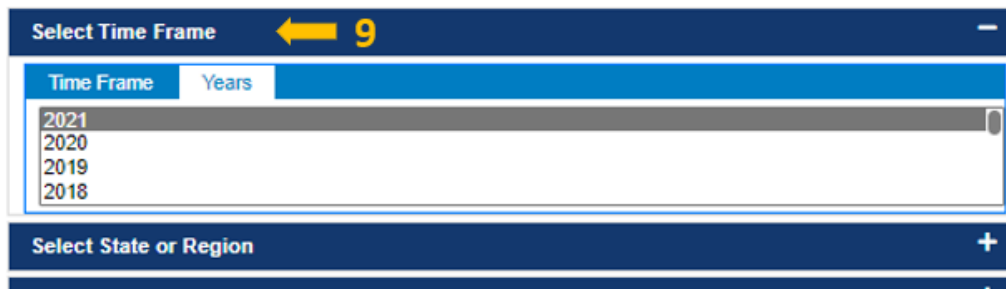 Select Time Frame 9 −
Time Frame Years
2021
2020
2019
2018
Select State or Region +